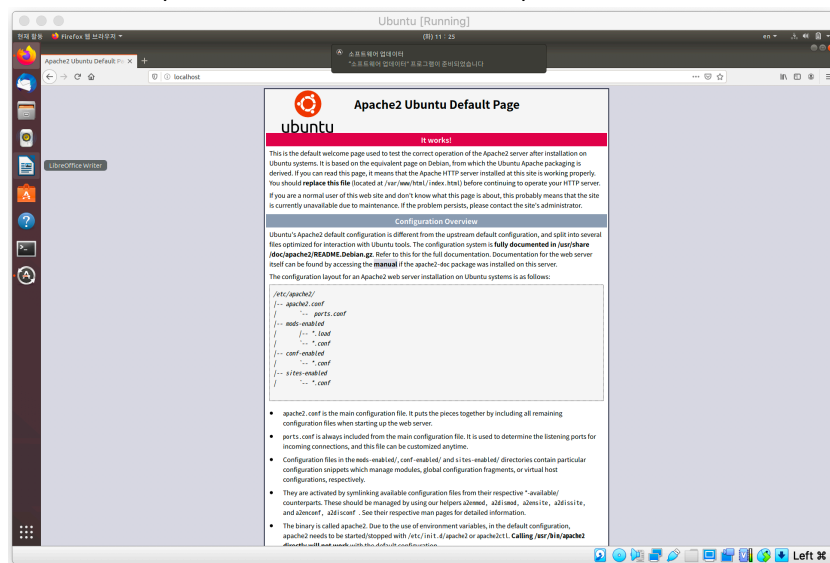 Ubuntu [Running]
현재 활동 Firefox 웹 브라우저 (화) 11 : 25 en
소프트웨어 업데이터
"소프트웨어 업데이터" 프로그램이 준비되었습니다
Apache2 Ubuntu Default Pa
localhost
LibreOffice Writer
ubuntu
Apache2 Ubuntu Default Page
It works!
This is the default welcome page used to test the correct operation of the Apache2 server after installation on
Ubuntu systems. It is based on the equivalent page on Debian, from which the Ubuntu Apache packaging is
derived. If you can read this page, it means that the Apache HTTP server installed at this site is working properly.
You should replace this file (located at /var/www/html/index.html) before continuing to operate your HTTP server.
If you are a normal user of this web site and don't know what this page is about, this probably means that the site
is currently unavailable due to maintenance. If the problem persists, please contact the site's administrator.
Configuration Overview
Ubuntu's Apache2 default configuration is different from the upstream default configuration, and split into several
files optimized for interaction with Ubuntu tools. The configuration system is fully documented in /usr/share
/doc/apache2/README.Debian.gz. Refer to this for the full documentation. Documentation for the web server
itself can be found by accessing the manual if the apache2-doc package was installed on this server.
The configuration layout for an Apache2 web server installation on Ubuntu systems is as follows:
/etc/apache2/
|-- apache2.conf
| `-- ports.conf
|-- mods-enabled
| |-- *.load
| `-- *.conf
|-- conf-enabled
| `-- *.conf
|-- sites-enabled
| `-- *.conf
• apache2.conf is the main configuration file. It puts the pieces together by including all remaining
configuration files when starting up the web server.
• ports.conf is always included from the main configuration file. It is used to determine the listening ports for
incoming connections, and this file can be customized anytime.
• Configuration files in the mods-enabled/, conf-enabled/ and sites-enabled/ directories contain particular
configuration snippets which manage modules, global configuration fragments, or virtual host
configurations, respectively.
• They are activated by symlinking available configuration files from their respective *-available/
counterparts. These should be managed by using our helpers a2enmod, a2dismod, a2ensite, a2dissite,
and a2enconf, a2disconf . See their respective man pages for detailed information.
• The binary is called apache2. Due to the use of environment variables, in the default configuration,
apache2 needs to be started/stopped with /etc/init.d/apache2 or apache2ctl. Calling /usr/bin/apache2
directly will not work with the default configuration.
Left ⌘